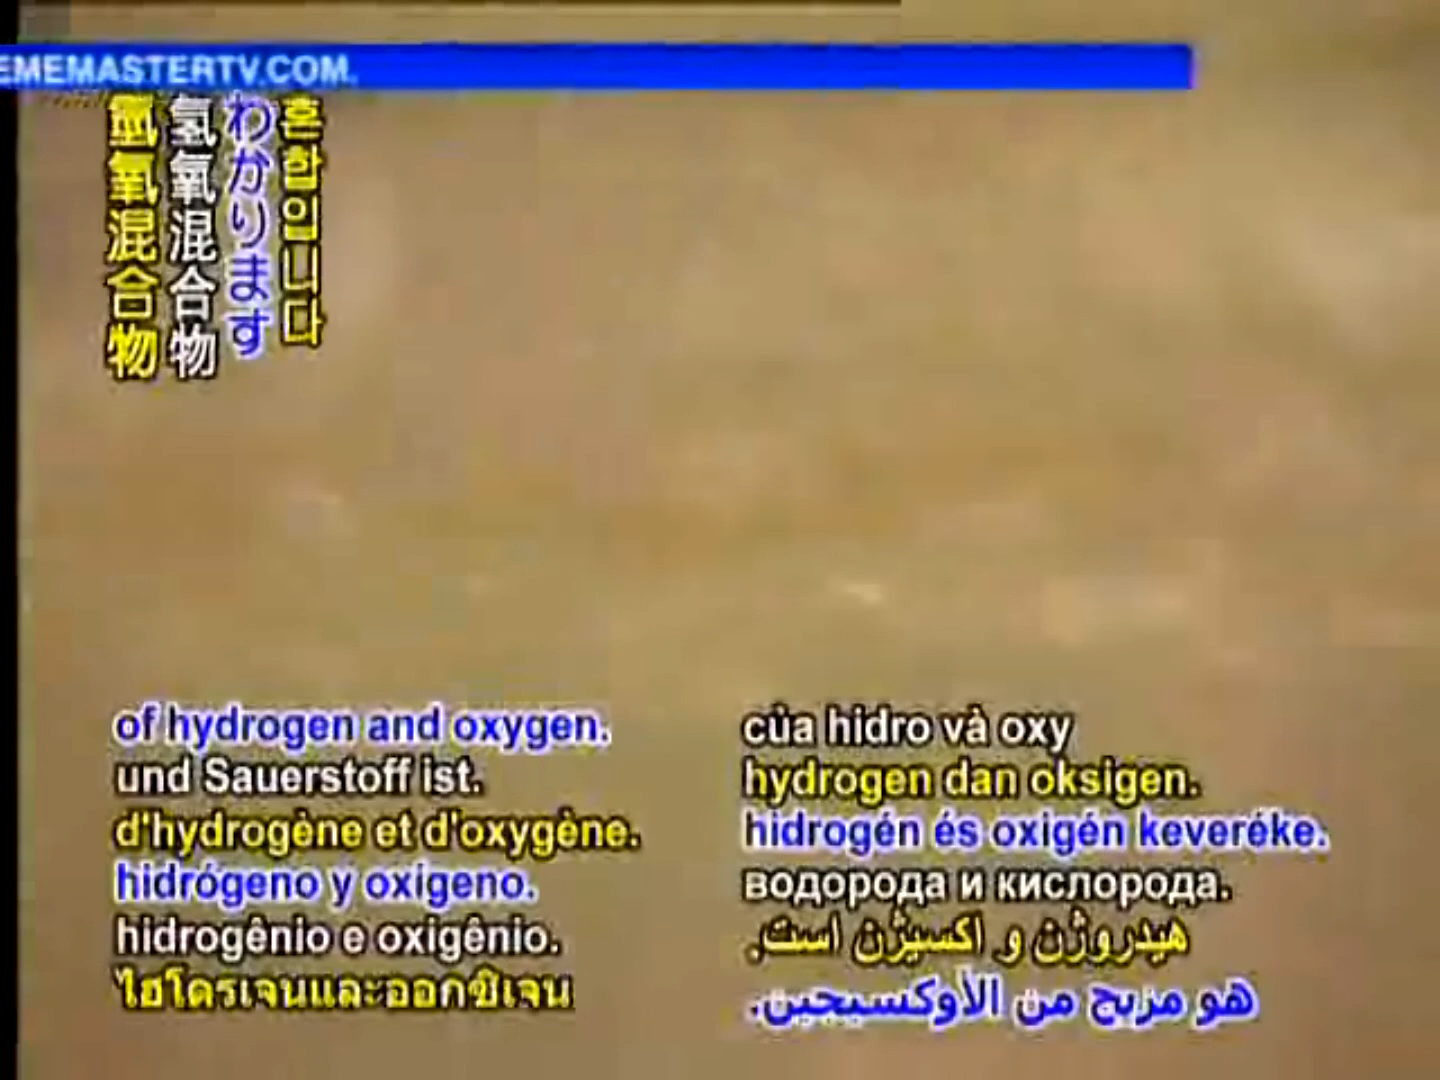 EMEMASTERTV.COM.
氫氧混合物
氢氧混合物
わかります
혼합입니다
of hydrogen and oxygen.
und Sauerstoff ist.
d'hydrogène et d'oxygène.
hidrógeno y oxígeno.
hidrogênio e oxigênio.
ไฮโดรเจนและออกซิเจน
của hidro và oxy
hydrogen dan oksigen.
hidrogén és oxigén keveréke.
водорода и кислорода.
هیدروژن و اکسیژن است.
هو مزيج من الأوكسيجين.